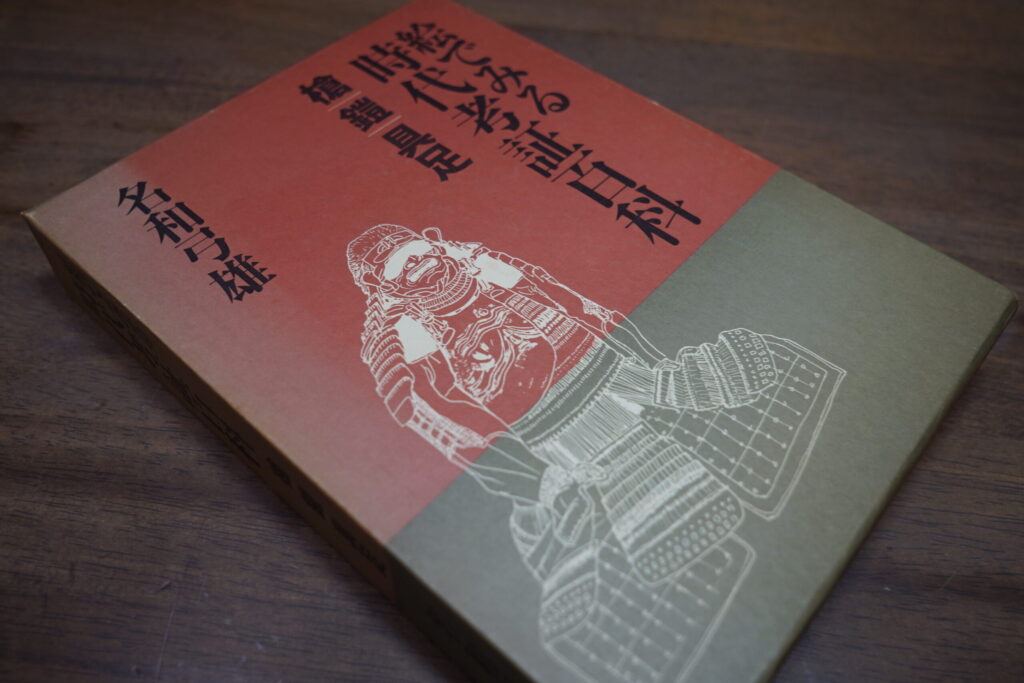 絵でみる
時代考証百科
槍|鎧|具足
名和弓雄